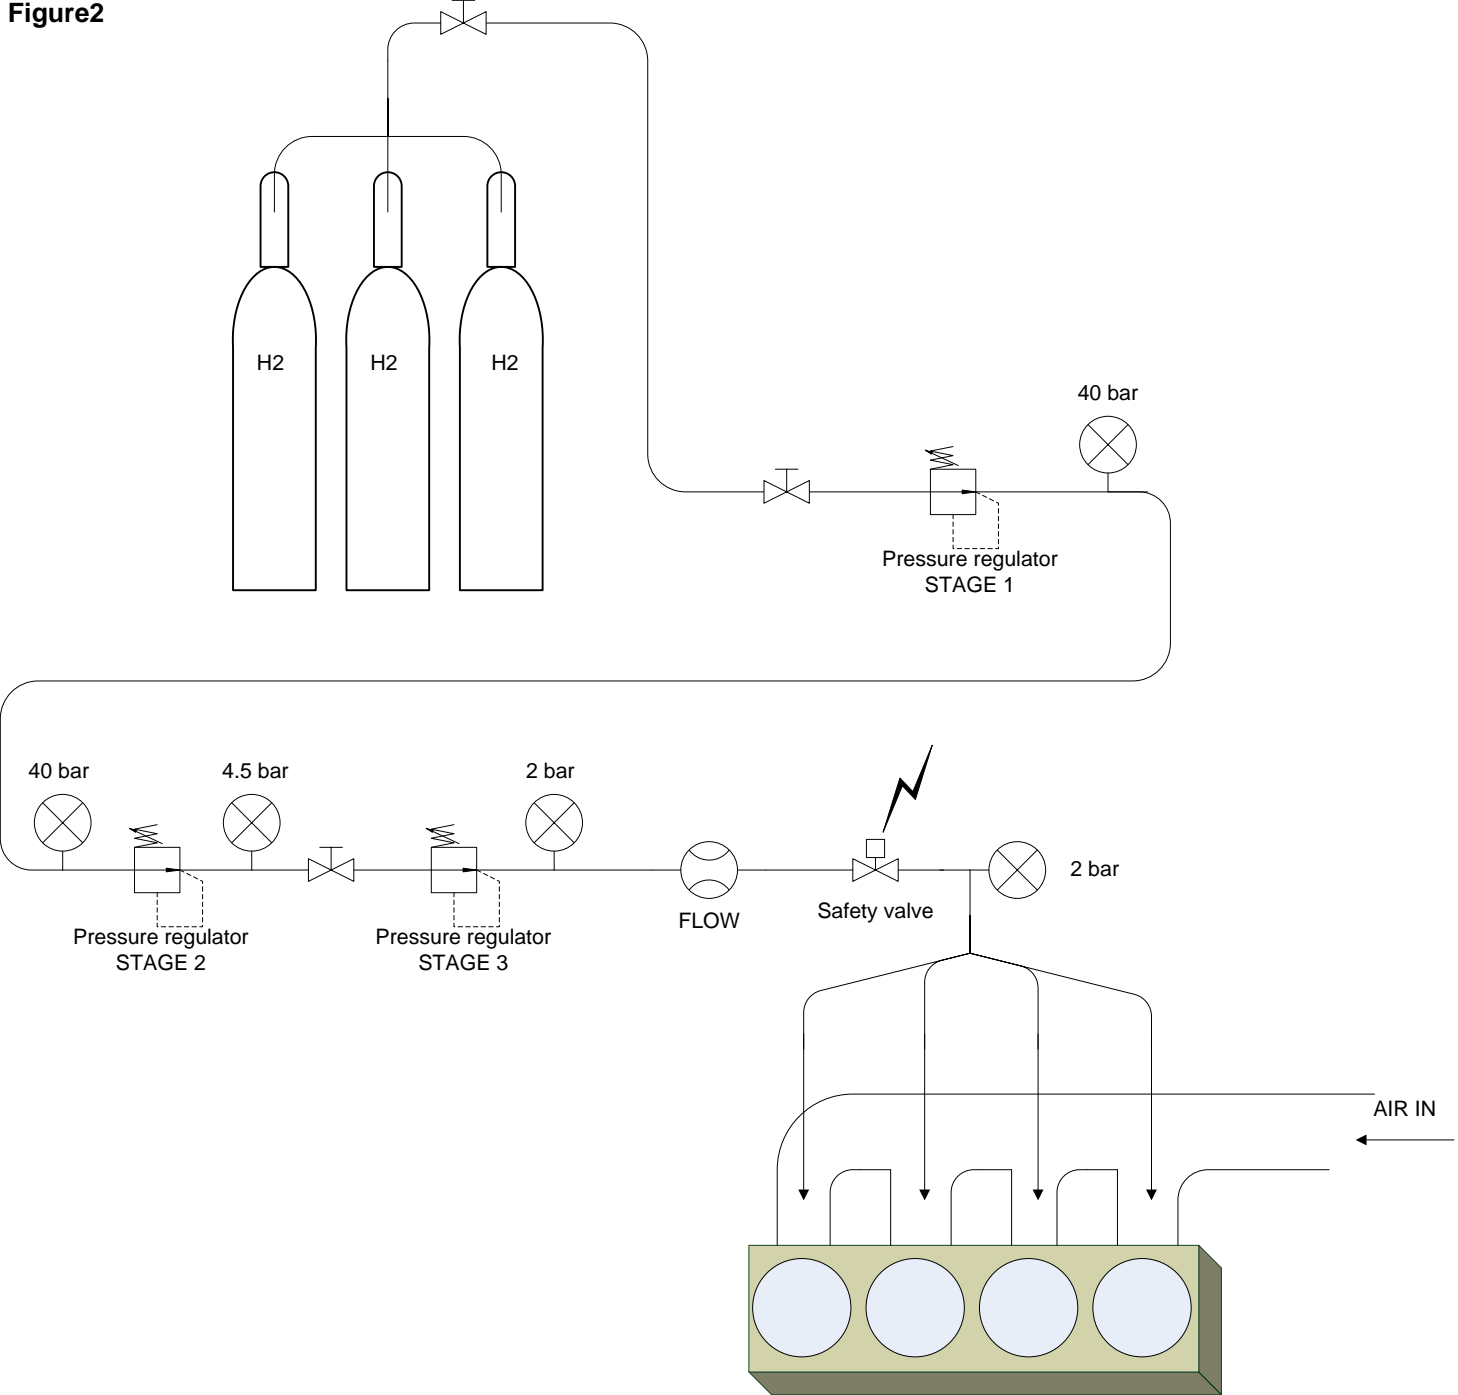 Figure2
H2
H2
H2
40 bar
Pressure regulator
STAGE 1
40 bar
4.5 bar
2 bar
2 bar
Safety valve
FLOW
Pressure regulator
STAGE 2
Pressure regulator
STAGE 3
AIR IN